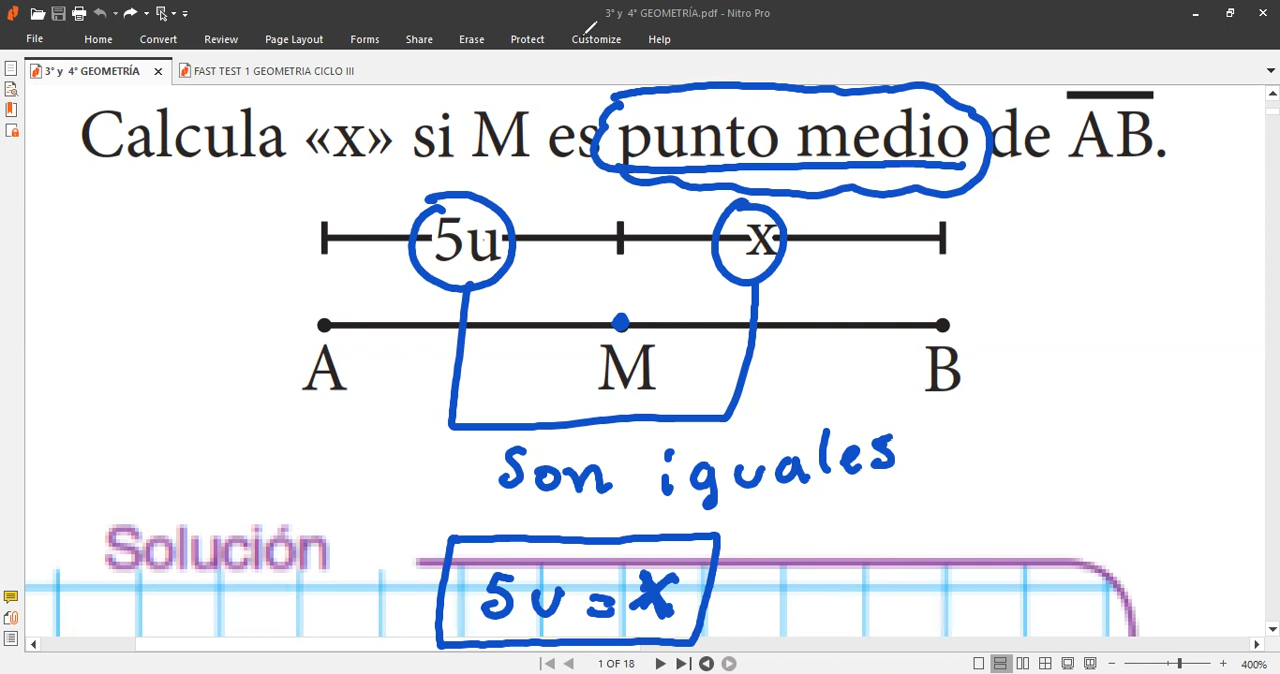 3° y 4° GEOMETRÍA.pdf - Nitro Pro
File Home Convert Review Page Layout Forms Share Erase Protect Customize Help
3° y 4° GEOMETRÍA × FAST TEST 1 GEOMETRIA CICLO III
Calcula «x» si M es punto medio de AB.
5u x
A M B
Son iguales
Solución
5u = x
1 OF 18 400%